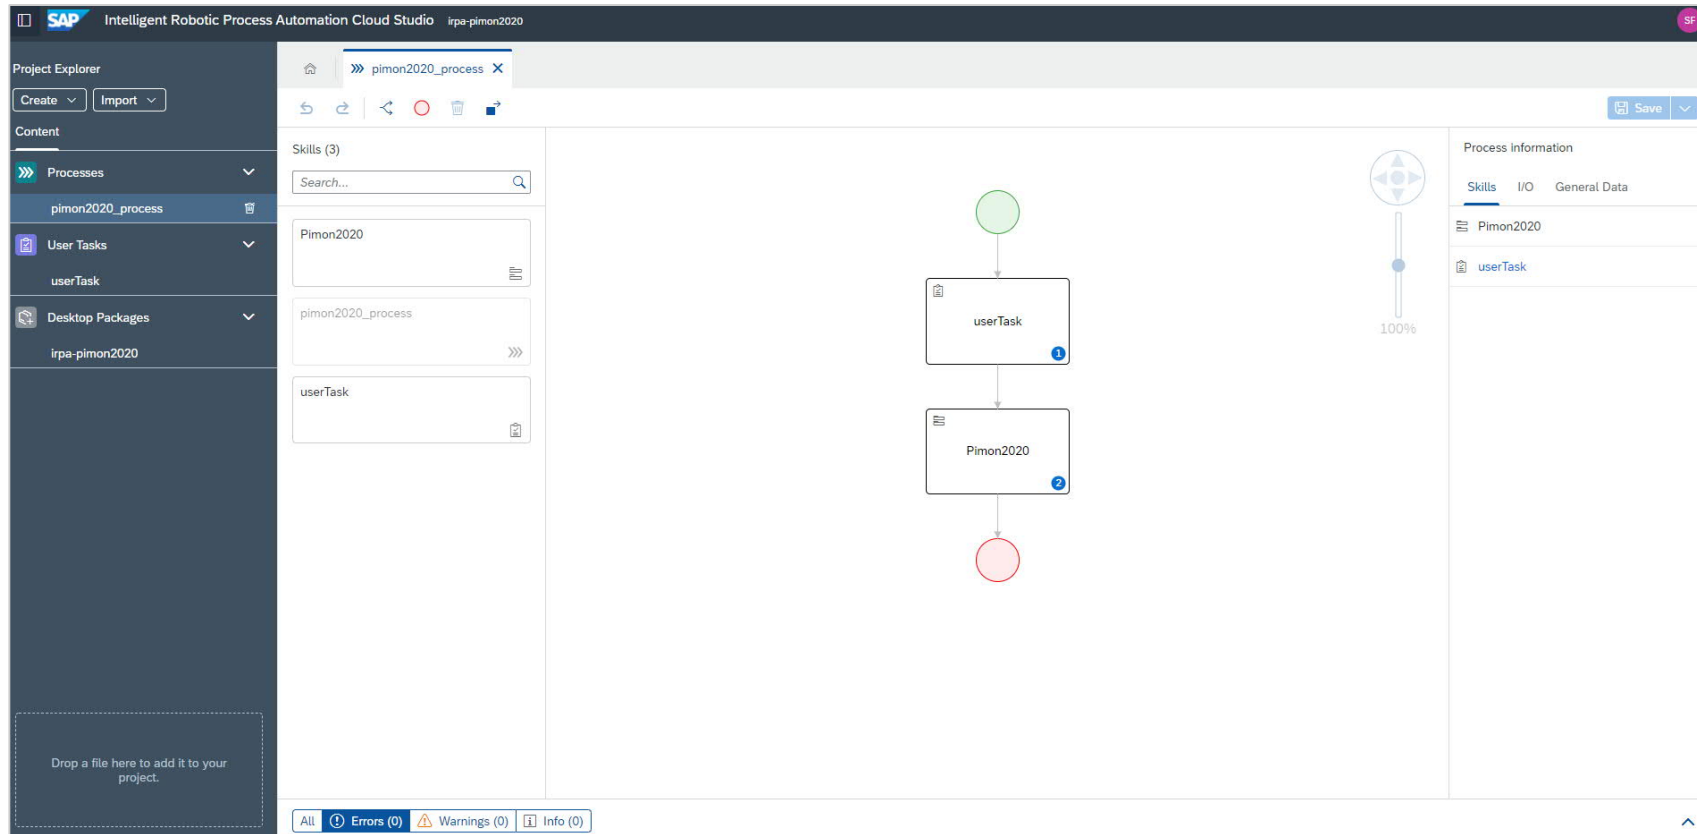 SAP Intelligent Robotic Process Automation Cloud Studio irpa-pimon2020
SF
Project Explorer
Create
Import
Content
Processes
pimon2020_process
User Tasks
userTask
Desktop Packages
irpa-pimon2020
Drop a file here to add it to your
project.
pimon2020_process
Save
Skills (3)
Search...
Pimon2020
pimon2020_process
userTask
userTask
1
Pimon2020
2
100%
Process information
Skills I/O General Data
Pimon2020
userTask
All Errors (0) Warnings (0) Info (0)